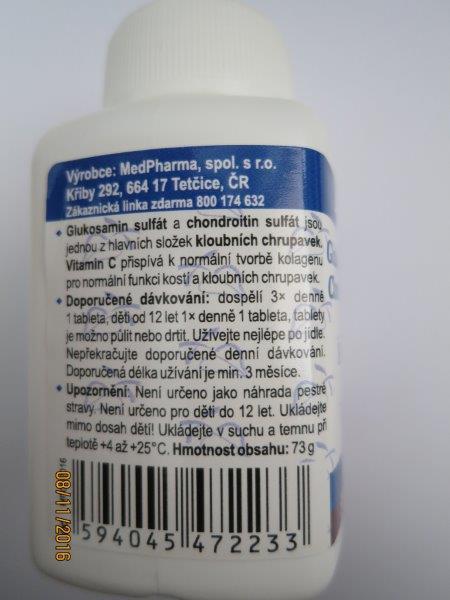 Výrobce: MedPharma, spol. s r.o.
Křiby 292, 664 17 Tetčice, ČR
Zákaznická linka zdarma 800 174 632
• Glukosamin sulfát a chondroitin sulfát jsou
jednou z hlavních složek kloubních chrupavek.
Vitamin C přispívá k normální tvorbě kolagenu
pro normální funkci kostí a kloubních chrupavek.
• Doporučené dávkování: dospělí 3× denně
1 tableta, děti od 12 let 1× denně 1 tableta, tablety
je možno půlit nebo drtit. Užívejte nejlépe po jídle.
Nepřekračujte doporučené denní dávkování.
Doporučená délka užívání je min. 3 měsíce.
• Upozornění: Není určeno jako náhrada pestré
stravy. Není určeno pro děti do 12 let. Ukládejte
mimo dosah dětí! Ukládejte v suchu a temnu při
teplotě +4 až +25°C. Hmotnost obsahu: 73 g
594045 472233
08/11/2016